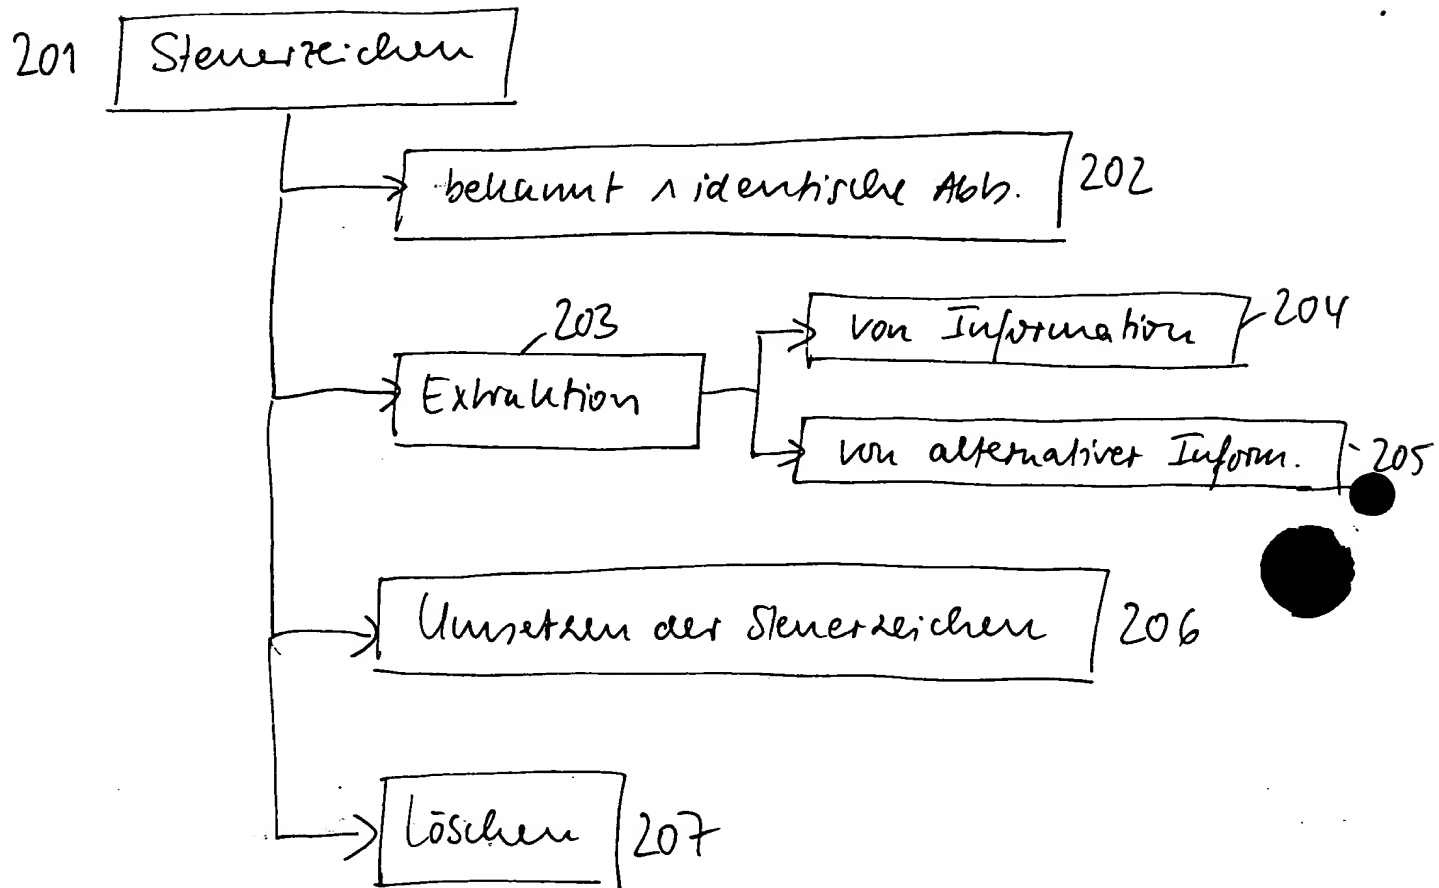 201 Steuerzeichen
bekannt ∧ identische Abb. 202
203
Extraktion
von Information 204
von alternativer Inform. 205
Umsetzen der Steuerzeichen 206
Löschen 207